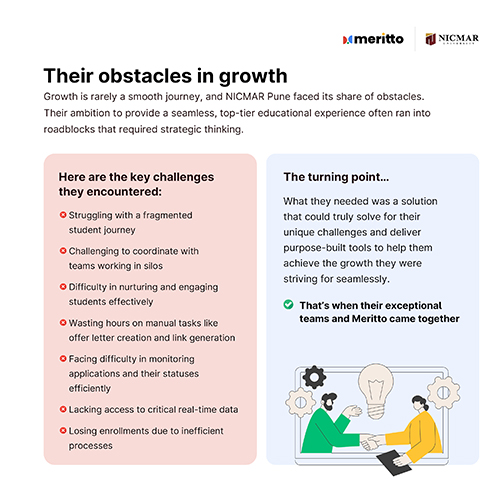 meritto
NICMAR
UNIVERSITY
Their obstacles in growth
Growth is rarely a smooth journey, and NICMAR Pune faced its share of obstacles.
Their ambition to provide a seamless, top-tier educational experience often ran into
roadblocks that required strategic thinking.
Here are the key challenges
they encountered:
Struggling with a fragmented
student journey
Challenging to coordinate with
teams working in silos
Difficulty in nurturing and engaging
students effectively
Wasting hours on manual tasks like
offer letter creation and link generation
Facing difficulty in monitoring
applications and their statuses
efficiently
Lacking access to critical real-time data
Losing enrollments due to inefficient
processes
The turning point...
What they needed was a solution
that could truly solve for their
unique challenges and deliver
purpose-built tools to help them
achieve the growth they were
striving for seamlessly.
That's when their exceptional
teams and Meritto came together